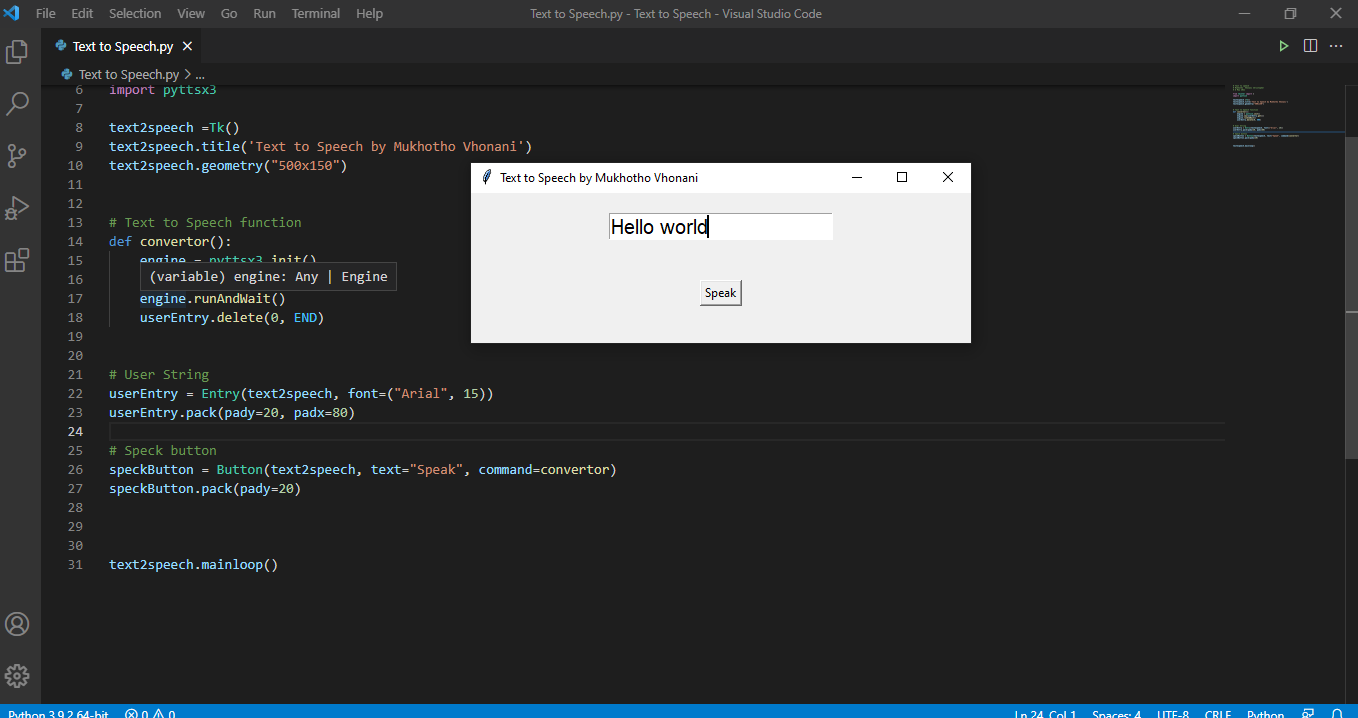 File Edit Selection View Go Run Terminal Help
Text to Speech.py - Text to Speech - Visual Studio Code
Text to Speech.py
Text to Speech.py > ...
6 import pyttsx3
7
8 text2speech =Tk()
9 text2speech.title('Text to Speech by Mukhotho Vhonani')
10 text2speech.geometry("500x150")
11
12
13 # Text to Speech function
14 def convertor():
15 engine = pyttsx3.init()
16
(variable) engine: Any | Engine
17 engine.runAndWait()
18 userEntry.delete(0, END)
19
20
21 # User String
22 userEntry = Entry(text2speech, font=("Arial", 15))
23 userEntry.pack(pady=20, padx=80)
24
25 # Speck button
26 speckButton = Button(text2speech, text="Speak", command=convertor)
27 speckButton.pack(pady=20)
28
29
30
31 text2speech.mainloop()
Text to Speech by Mukhotho Vhonani
Hello world
Speak
Python 3.9.2 64-bit 0 0
Ln 24, Col 1 Spaces: 4 UTF-8 CRLF Python